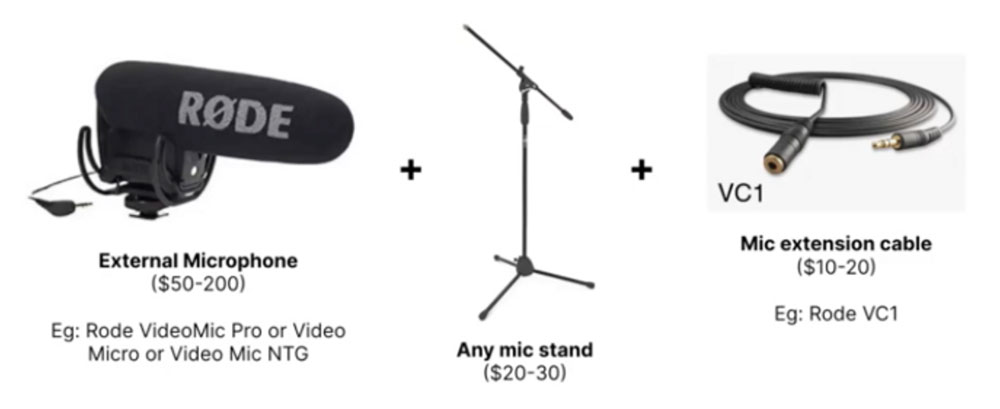 RØDE
+
+
VC1
External Microphone
($50-200)
Eg: Rode VideoMic Pro or Video
Micro or Video Mic NTG
Any mic stand
($20-30)
Mic extension cable
($10-20)
Eg: Rode VC1